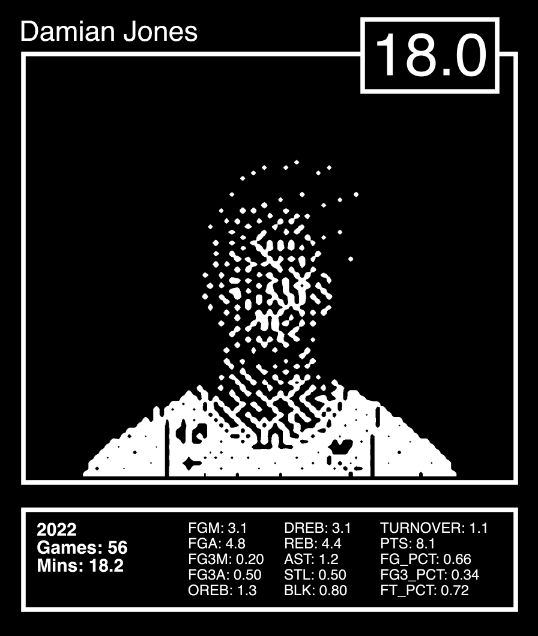 Damian Jones
18.0
2022
Games: 56
Mins: 18.2
FGM: 3.1
FGA: 4.8
FG3M: 0.20
FG3A: 0.50
OREB: 1.3
DREB: 3.1
REB: 4.4
AST: 1.2
STL: 0.50
BLK: 0.80
TURNOVER: 1.1
PTS: 8.1
FG_PCT: 0.66
FG3_PCT: 0.34
FT_PCT: 0.72